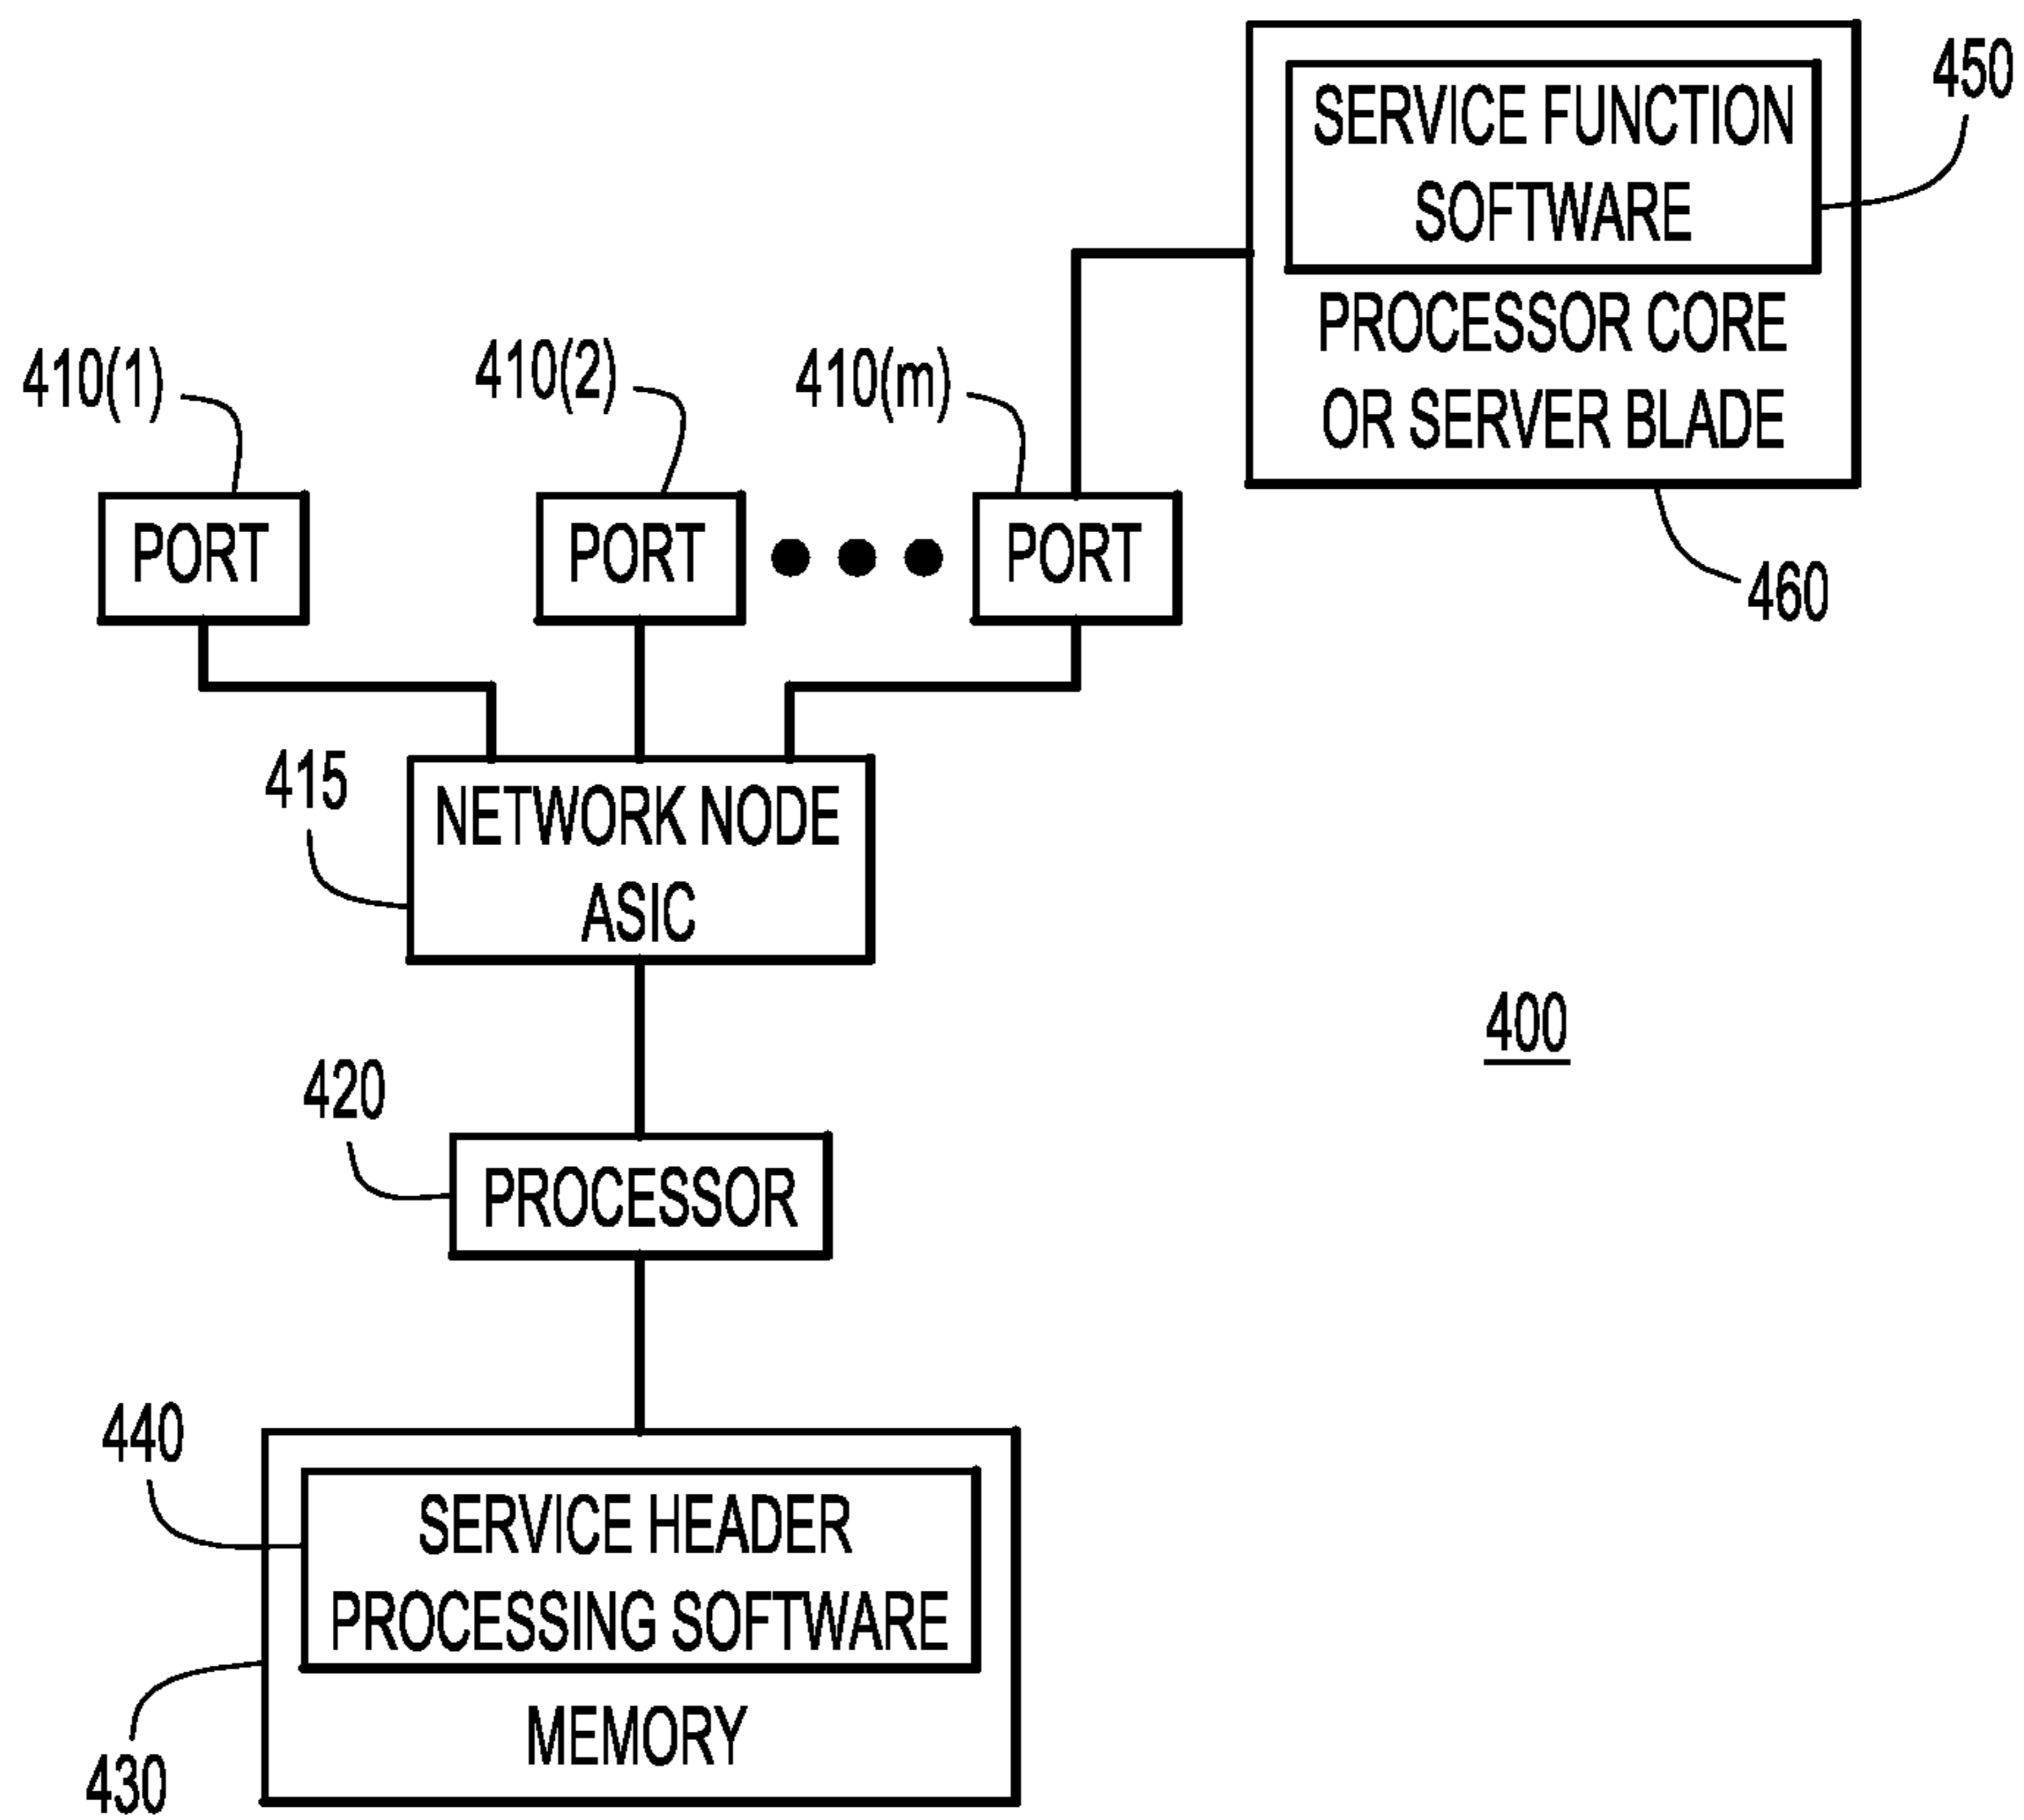 450
SERVICE FUNCTION
SOFTWARE
PROCESSOR CORE
OR SERVER BLADE
460
410(1)
410(2)
410(m)
PORT
PORT
PORT
415
NETWORK NODE
ASIC
400
420
PROCESSOR
440
SERVICE HEADER
PROCESSING SOFTWARE
MEMORY
430